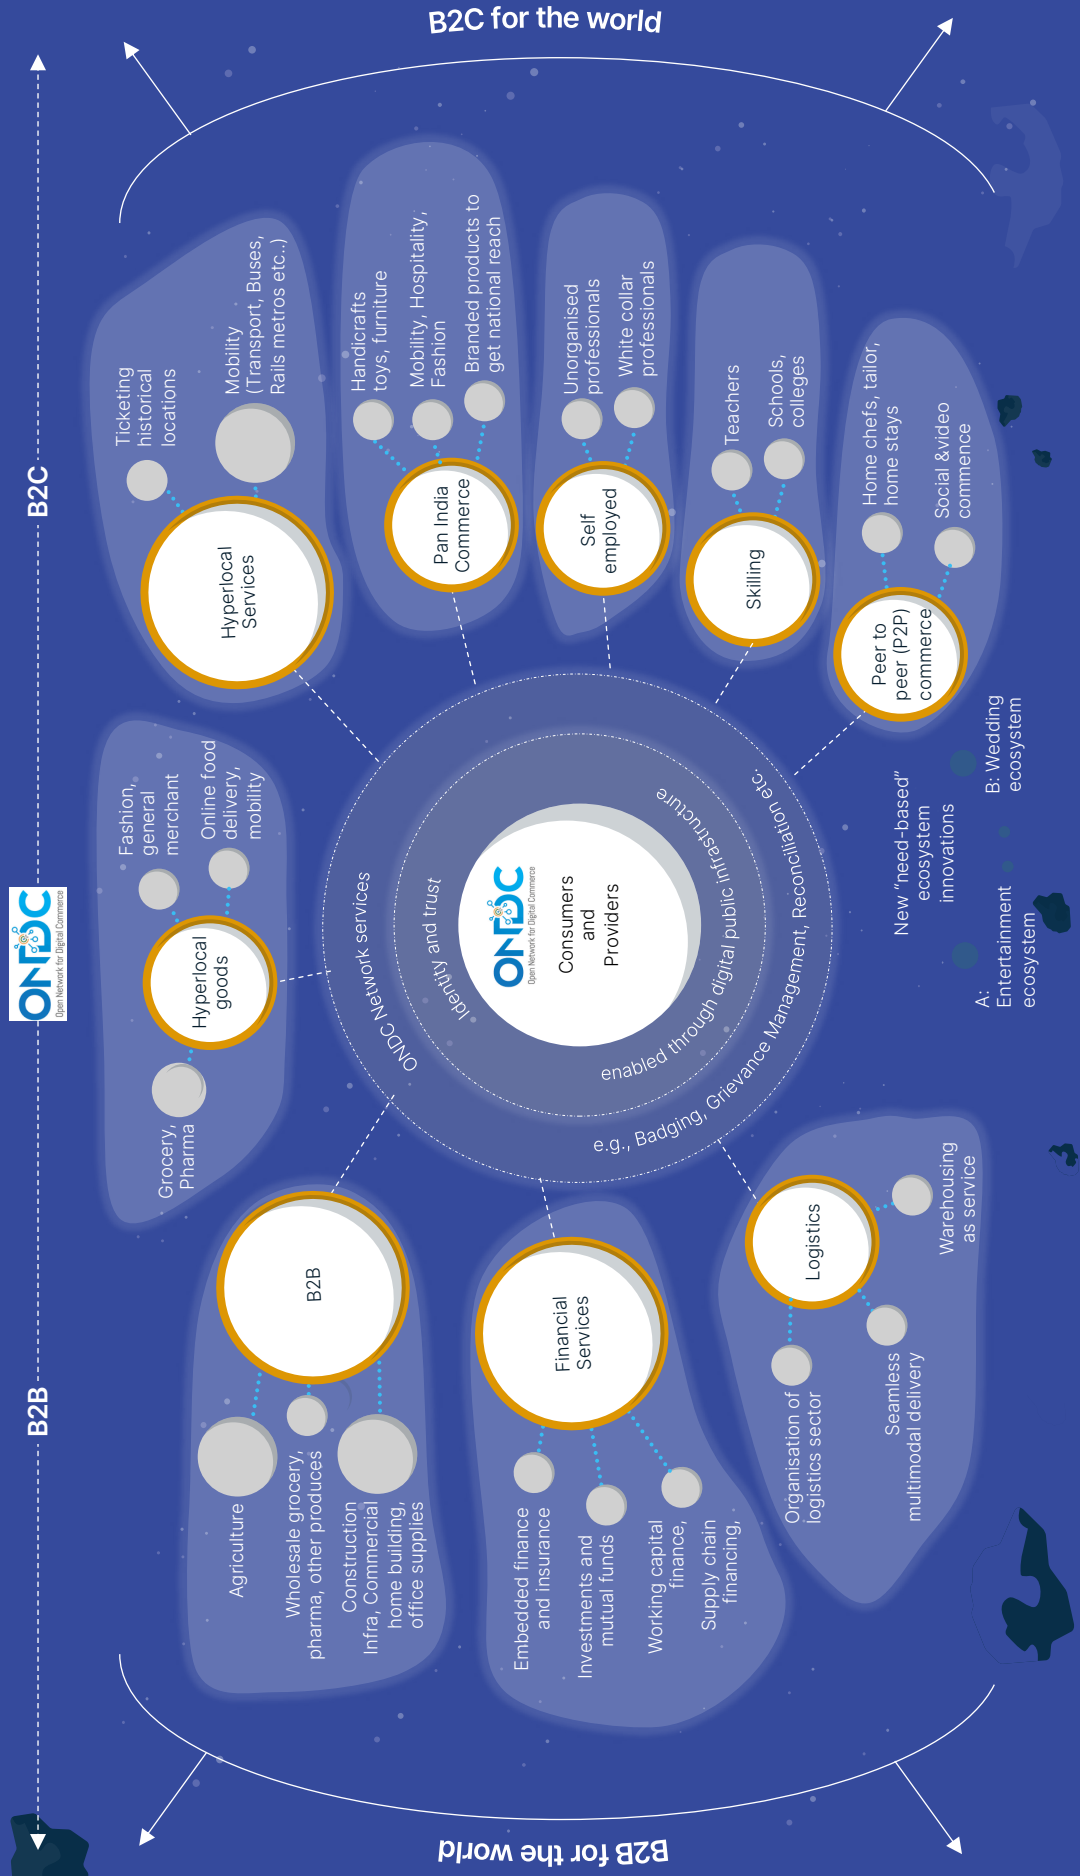 B2B
ONDC
Open Network for Digital Commerce
B2C
B2B for the world
B2C for the world
Grocery,
Pharma
Hyperlocal
goods
Fashion,
general
merchant
Online food
delivery,
mobility
Hyperlocal
Services
Ticketing
historical
locations
Mobility
(Transport, Buses,
Rails metros etc..)
Pan India
Commerce
Handicrafts
toys, furniture
Mobility, Hospitality,
Fashion
Branded products to
get national reach
Self
employed
Unorganised
professionals
White collar
professionals
Skilling
Teachers
Schools,
colleges
Peer to
peer (P2P)
commerce
Home chefs, tailor,
home stays
Social &video
commence
B2B
Agriculture
Wholesale grocery,
pharma, other produces
Construction
Infra, Commercial
home building,
office supplies
Financial
Services
Embedded finance
and insurance
Investments and
mutual funds
Working capital
finance,
Supply chain
financing,
Logistics
Organisation of
logistics sector
Seamless
multimodal delivery
Warehousing
as service
ONDC Network services
Identity and trust
ONDC
Open Network for Digital Commerce
Consumers
and
Providers
enabled through digital public infrastructure
e.g., Badging, Grievance Management, Reconciliation etc.
New “need-based”
ecosystem
innovations
A:
Entertainment
ecosystem
B: Wedding
ecosystem